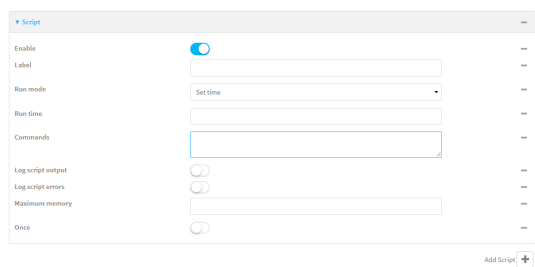 Script
Enable
Label
Run mode
Set time
Run time
Commands
Log script output
Log script errors
Maximum memory
Once
Add Script